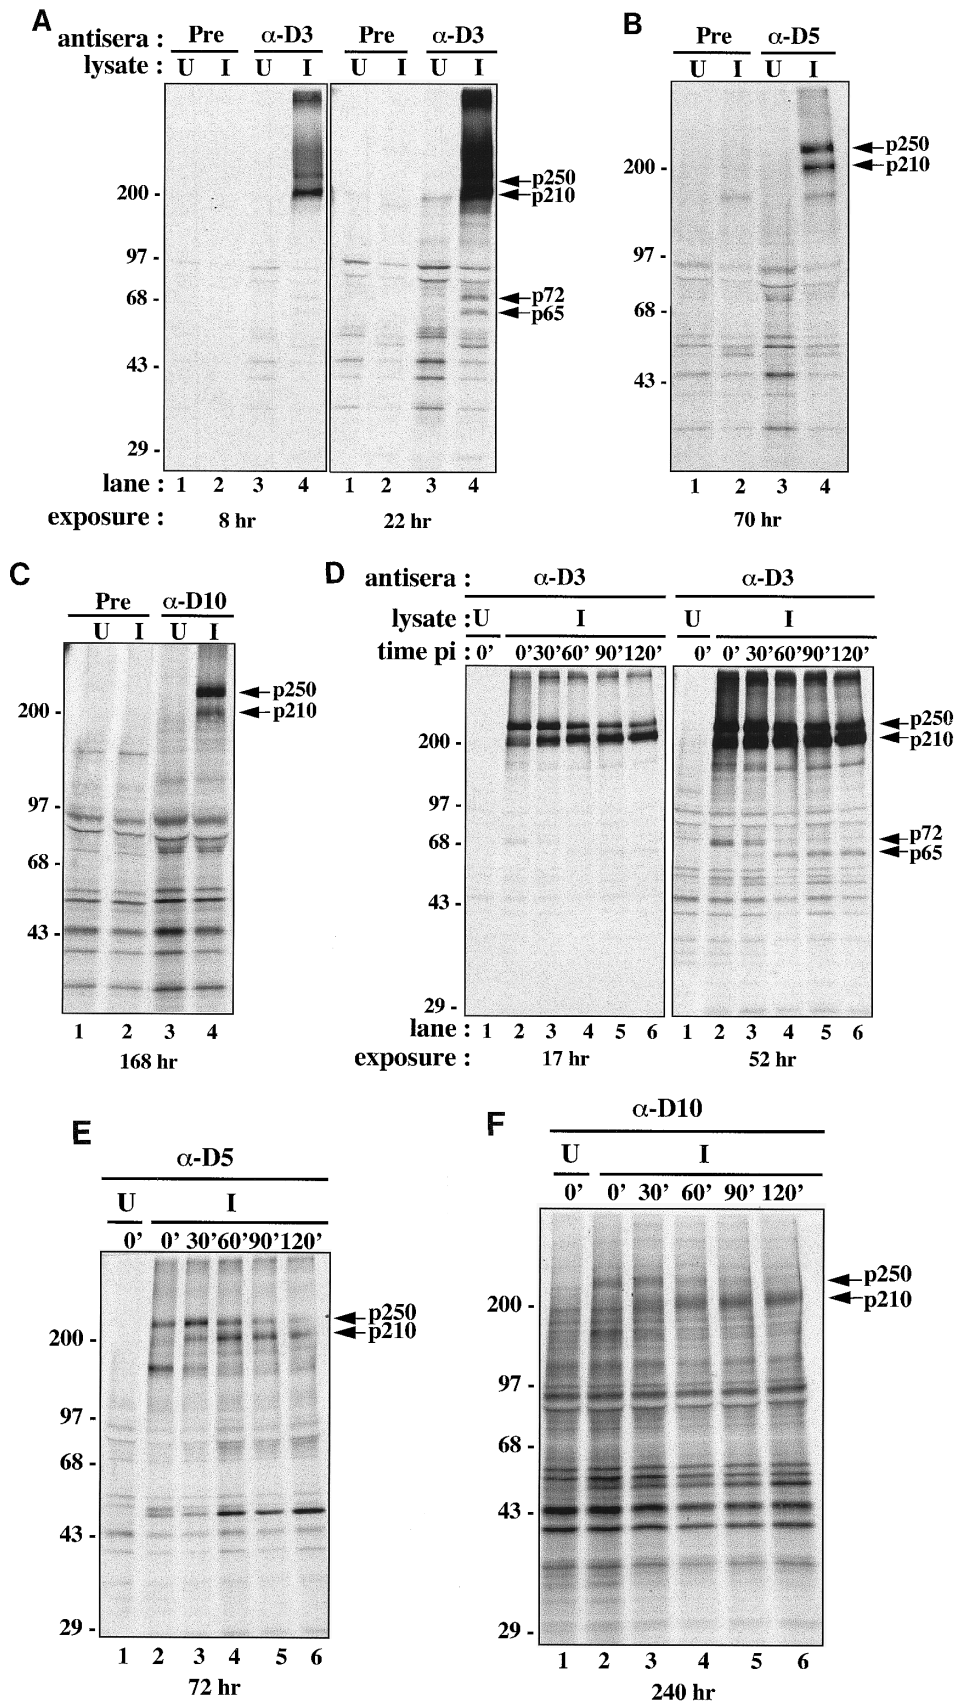 A
antisera : Pre α-D3 Pre α-D3
lysate : U I U I U I U I
p250
200 - p210
97 -
68 - p72
p65
43 -
29 -
lane : 1 2 3 4 1 2 3 4
exposure : 8 hr 22 hr
B
Pre α-D5
U I U I
p250
200 - p210
97 -
68 -
43 -
1 2 3 4
70 hr
C
Pre α-D10
U I U I
p250
200 - p210
97 -
68 -
43 -
1 2 3 4
168 hr
D
antisera : α-D3 α-D3
lysate : U I U I
time pi : 0' 0' 30' 60' 90' 120' 0' 0' 30' 60' 90' 120'
p250
200 - p210
97 -
68 - p72
p65
43 -
29 -
lane : 1 2 3 4 5 6 1 2 3 4 5 6
exposure : 17 hr 52 hr
E
α-D5
U I
0' 0' 30' 60' 90' 120'
p250
200 - p210
97 -
68 -
43 -
29 -
1 2 3 4 5 6
72 hr
F
α-D10
U I
0' 0' 30' 60' 90' 120'
p250
200 - p210
97 -
68 -
43 -
29 -
1 2 3 4 5 6
240 hr